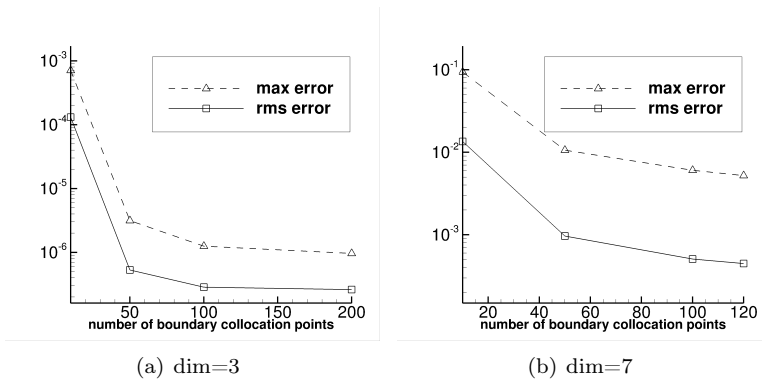 10-3
10-4
10-5
10-6
max error
rms error
50 100 150 200
number of boundary collocation points
(a) dim=3
10-1
10-2
10-3
max error
rms error
20 40 60 80 100 120
number of boundary collocation points
(b) dim=7